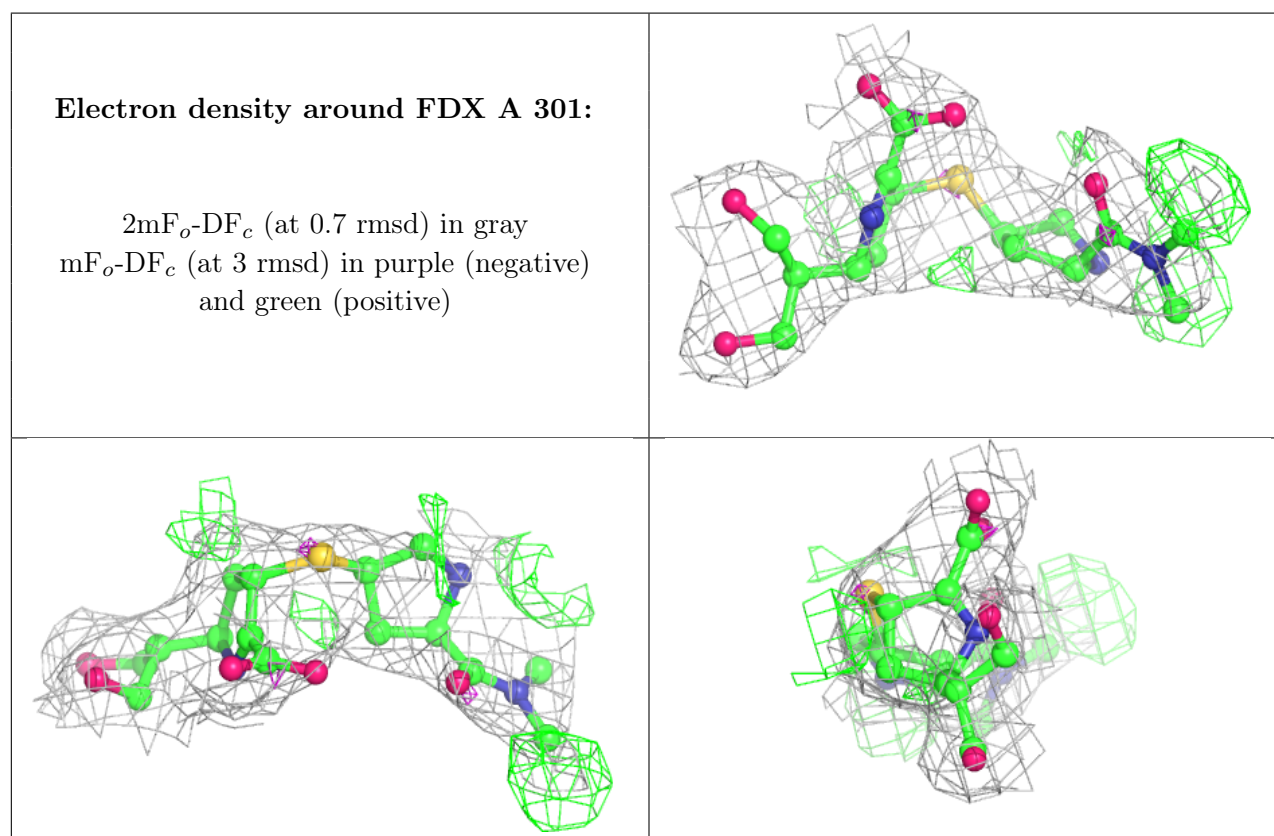 Electron density around FDX A 301:
2mFo-DFc (at 0.7 rmsd) in gray
mFo-DFc (at 3 rmsd) in purple (negative)
and green (positive)